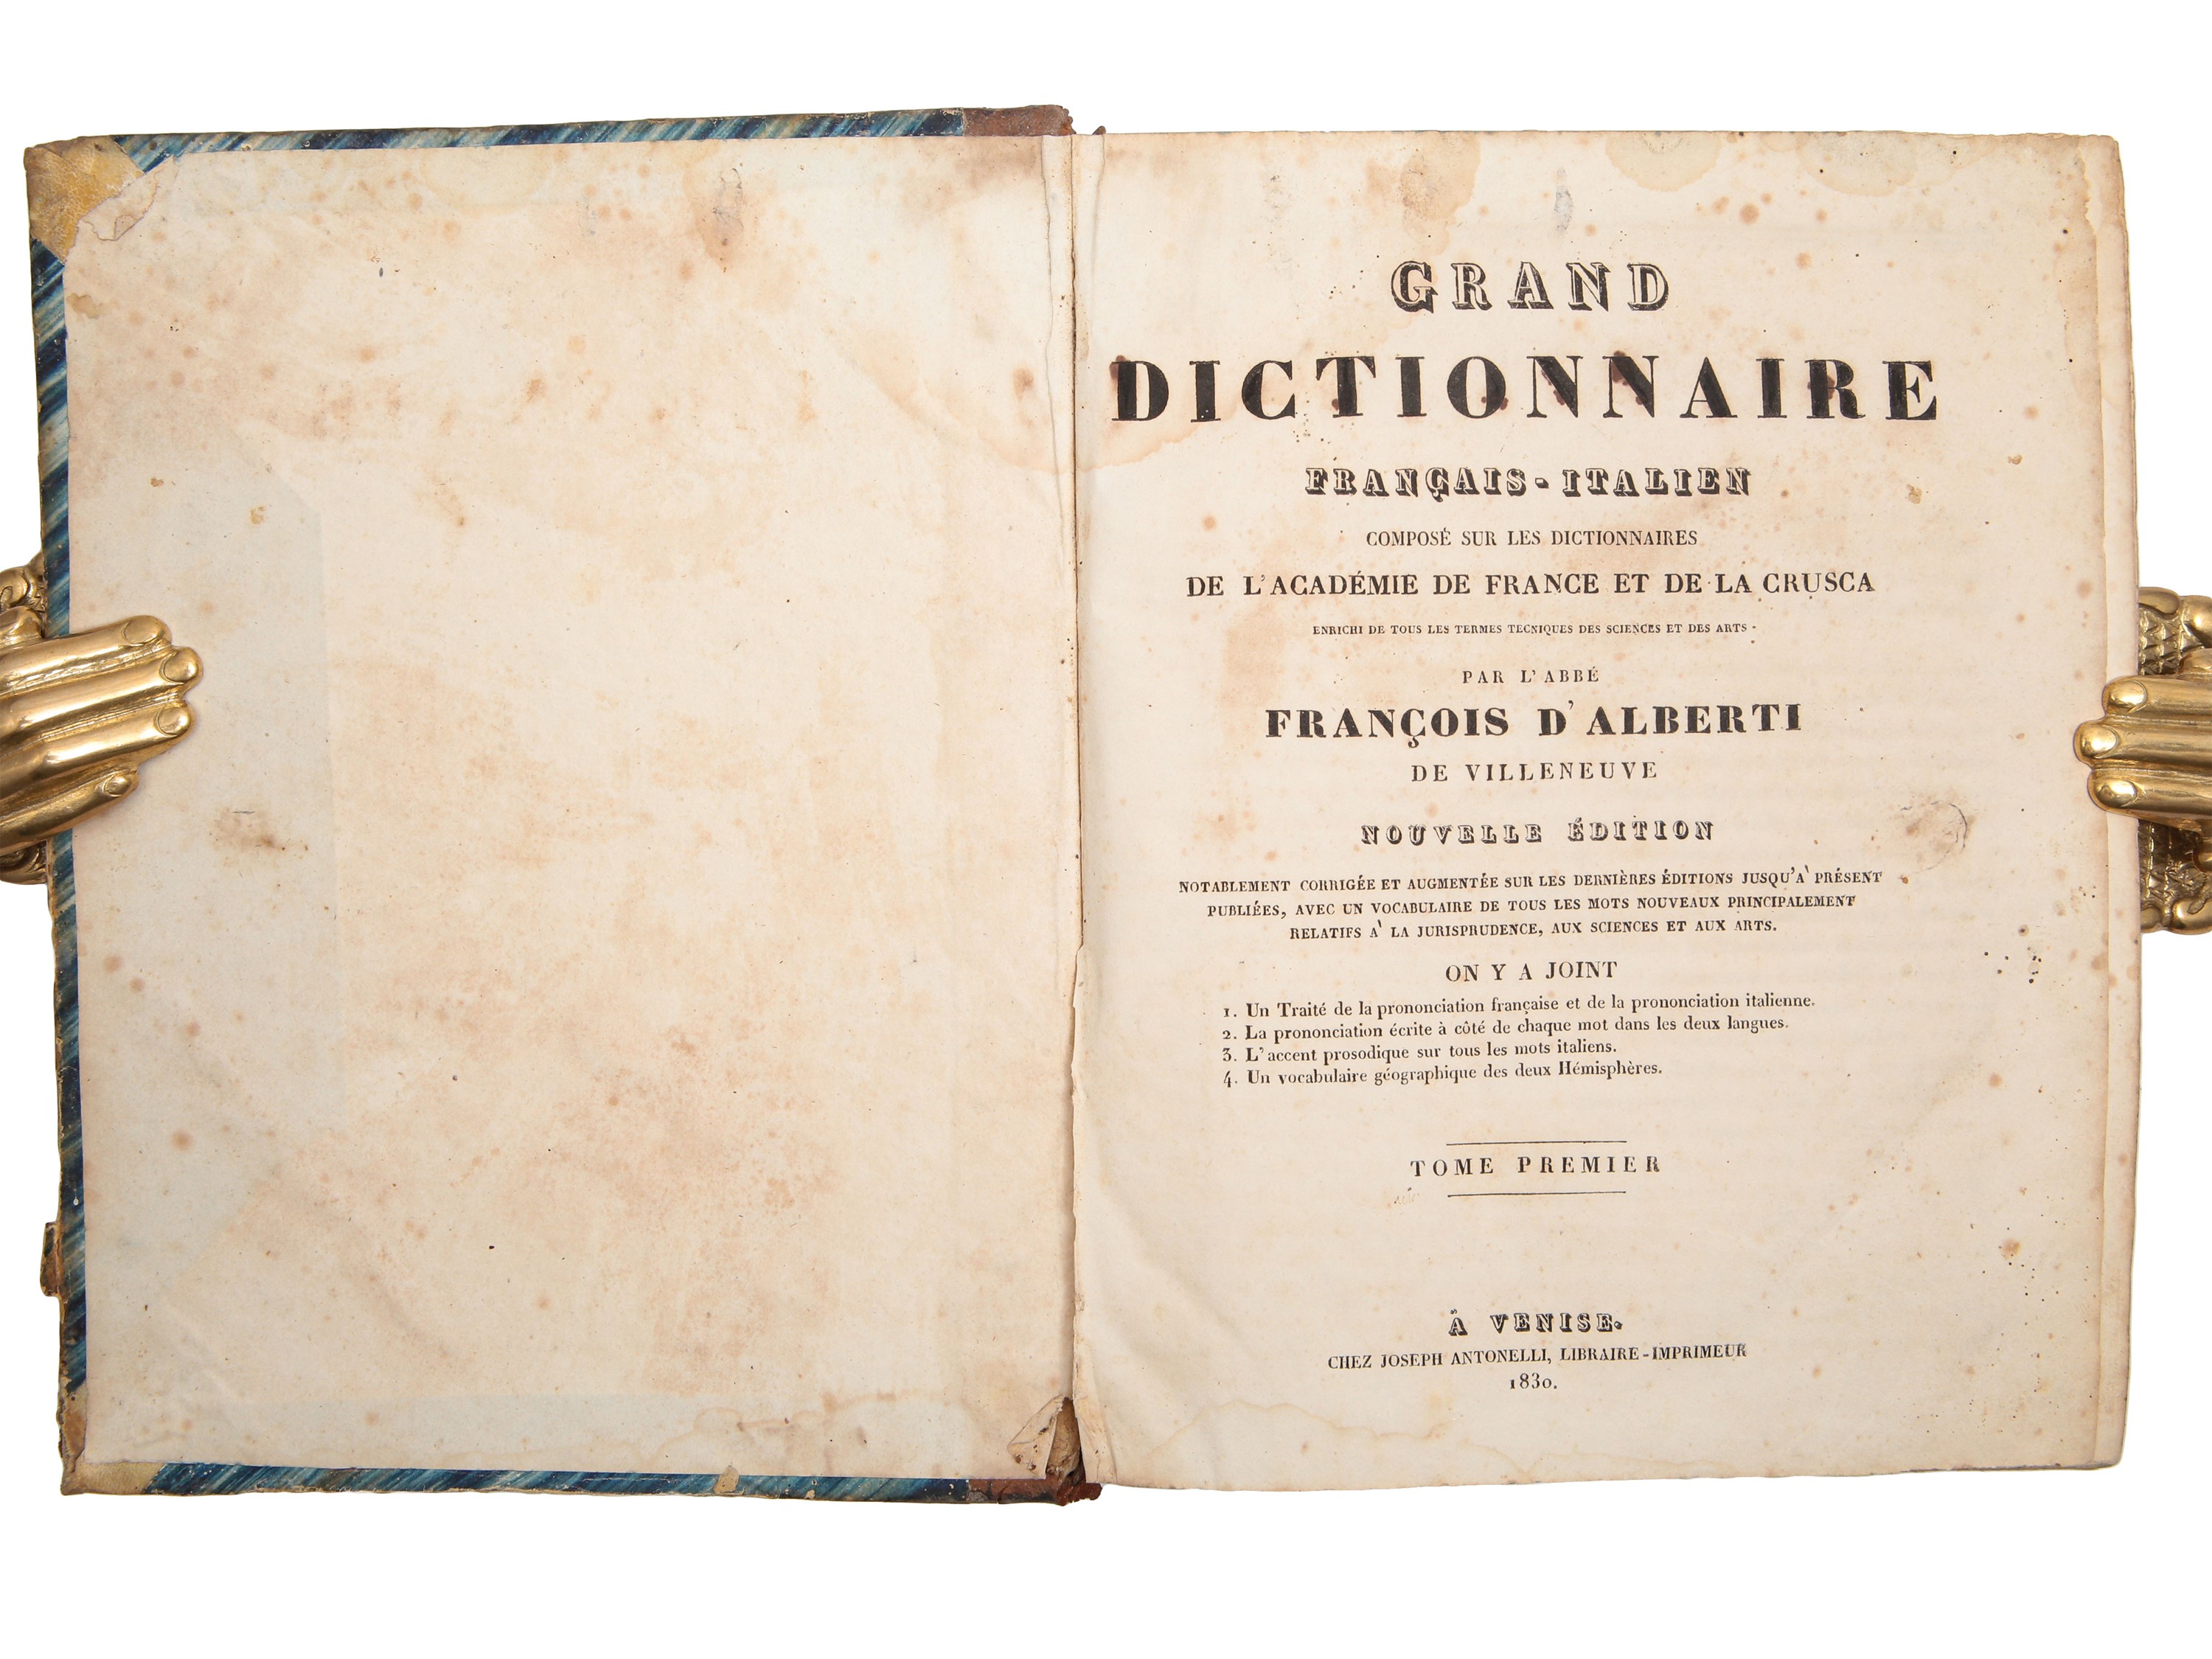 GRAND
DICTIONNAIRE
FRANÇAIS-ITALIEN
COMPOSÉ SUR LES DICTIONNAIRES
DE L'ACADÉMIE DE FRANCE ET DE LA CRUSCA
ENRICHI DE TOUS LES TERMES TECNIQUES DES SCIENCES ET DES ARTS
PAR L'ABBÉ
FRANÇOIS D'ALBERTI
DE VILLENEUVE
NOUVELLE ÉDITION
NOTABLEMENT CORRIGÉE ET AUGMENTÉE SUR LES DERNIÈRES ÉDITIONS JUSQU'A' PRÉSENT
PUBLIÉES, AVEC UN VOCABULAIRE DE TOUS LES MOTS NOUVEAUX PRINCIPALEMENT
RELATIFS A' LA JURISPRUDENCE, AUX SCIENCES ET AUX ARTS.
ON Y A JOINT
1. Un Traité de la prononciation française et de la prononciation italienne.
2. La prononciation écrite à côté de chaque mot dans les deux langues.
3. L'accent prosodique sur tous les mots italiens.
4. Un vocabulaire géographique des deux Hémisphères.
TOME PREMIER
À VENISE.
CHEZ JOSEPH ANTONELLI, LIBRAIRE-IMPRIMEUR
1830.